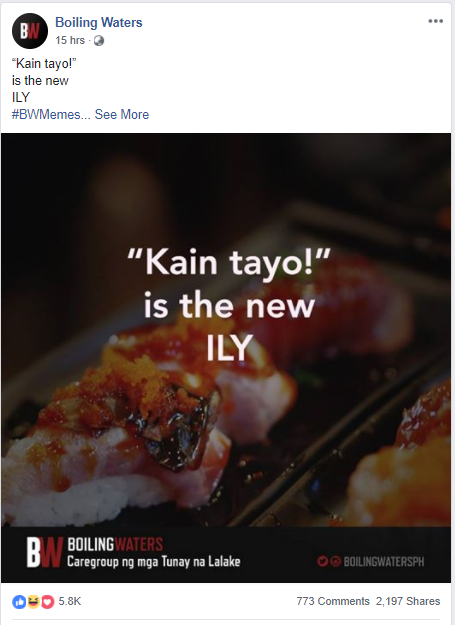 BW
Boiling Waters
15 hrs ·
“Kain tayo!”
is the new
ILY
#BWMemes... See More
“Kain tayo!”
is the new
ILY
BW BOILINGWATERS
Caregroup ng mga Tunay na Lalake
BOILINGWATERSPH
5.8K 773 Comments 2,197 Shares